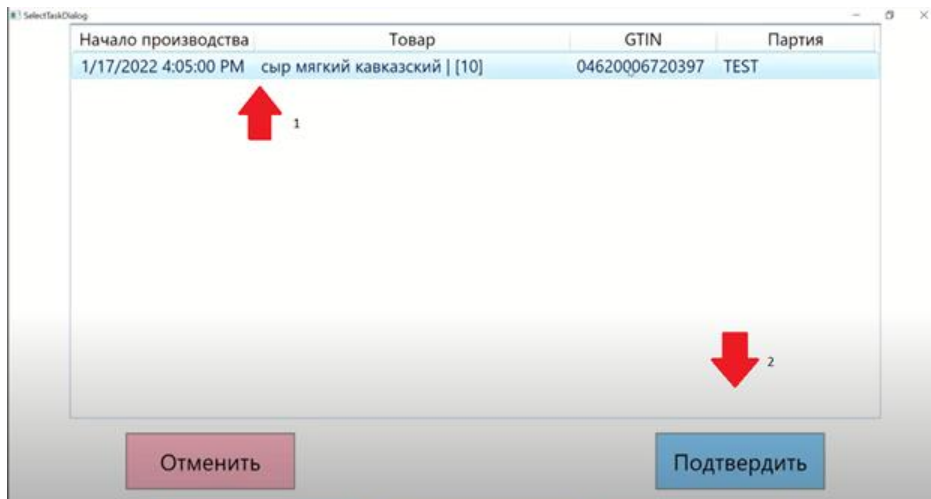 SelectTaskDialog
Начало производства Товар GTIN Партия
1/17/2022 4:05:00 PM сыр мягкий кавказский | [10] 04620006720397 TEST
1
2
Отменить Подтвердить